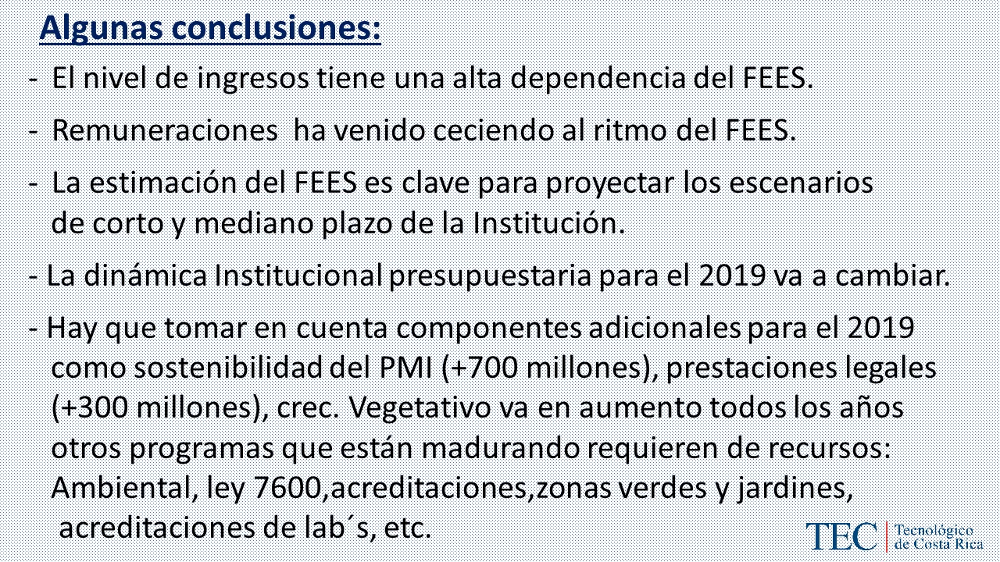 Algunas conclusiones:
- El nivel de ingresos tiene una alta dependencia del FEES.
- Remuneraciones  ha venido ceciendo al ritmo del FEES.
- La estimación del FEES es clave para proyectar los escenarios
de corto y mediano plazo de la Institución.
- La dinámica Institucional presupuestaria para el 2019 va a cambiar.
- Hay que tomar en cuenta componentes adicionales para el 2019
como sostenibilidad del PMI (+700 millones), prestaciones legales
(+300 millones), crec. Vegetativo va en aumento todos los años
otros programas que están madurando requieren de recursos:
Ambiental, ley 7600,acreditaciones,zonas verdes y jardines,
acreditaciones de lab´s, etc.
TEC | Tecnológico
de Costa Rica